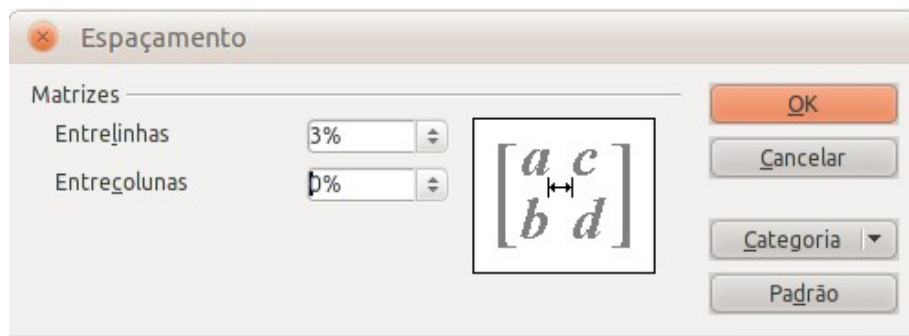 Espaçamento
Matrizes
Entrelinhas 3%
Entrecolunas 0%
a c
b d
OK
Cancelar
Categoria
Padrão